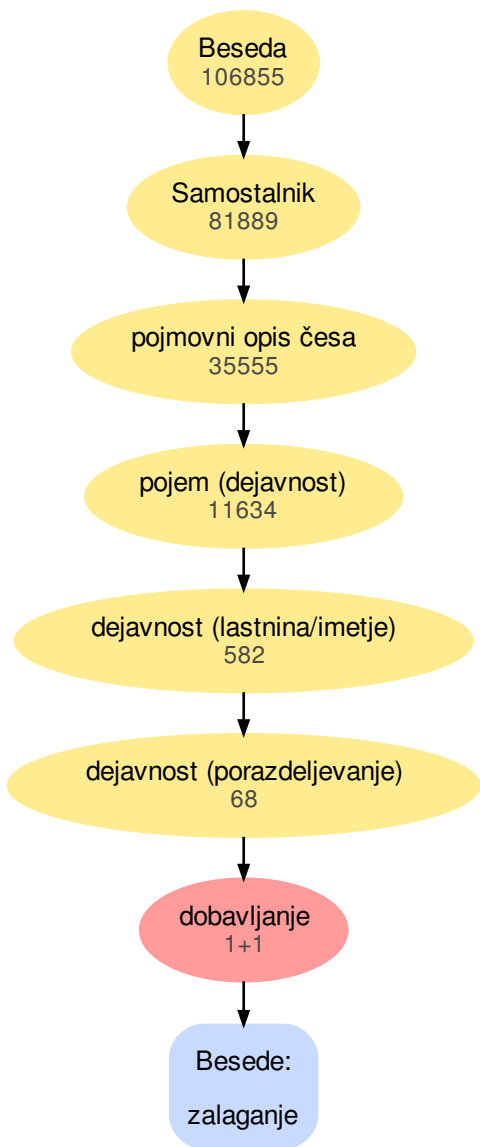 Beseda
106855
Samostalnik
81889
pojmovni opis česa
35555
pojem (dejavnost)
11634
dejavnost (lastnina/imetje)
582
dejavnost (porazdeljevanje)
68
dobavljanje
1+1
Besede:
zalaganje